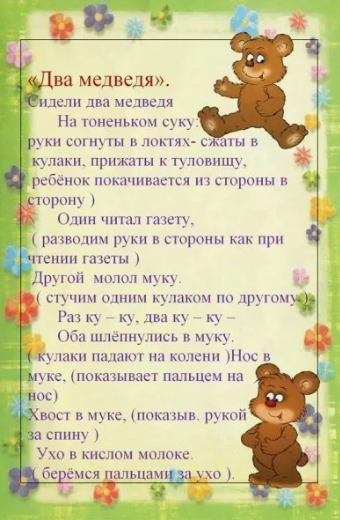 «Два медведя».
Сидели два медведя
На тоненьком суку:
руки согнуты в локтях- сжаты в
кулаки, прижаты к туловищу,
ребёнок покачивается из стороны в
сторону )
Один читал газету,
( разводим руки в стороны как при
чтении газеты )
Другой молол муку.
( стучим одним кулаком по другому.)
Раз ку – ку, два ку – ку –
Оба шлёпнулись в муку.
( кулаки падают на колени )Нос в
муке, (показывает пальцем на
нос)
Хвост в муке, (показыв. рукой
за спину )
Ухо в кислом молоке.
( берёмся пальцами за ухо ).